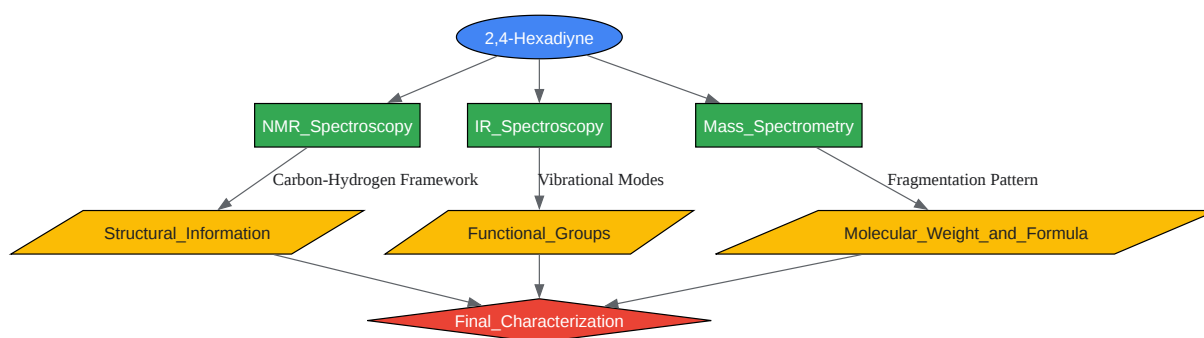 2,4-Hexadiyne
NMR_Spectroscopy
IR_Spectroscopy
Mass_Spectrometry
Carbon-Hydrogen Framework
Vibrational Modes
Fragmentation Pattern
Structural_Information
Functional_Groups
Molecular_Weight_and_Formula
Final_Characterization